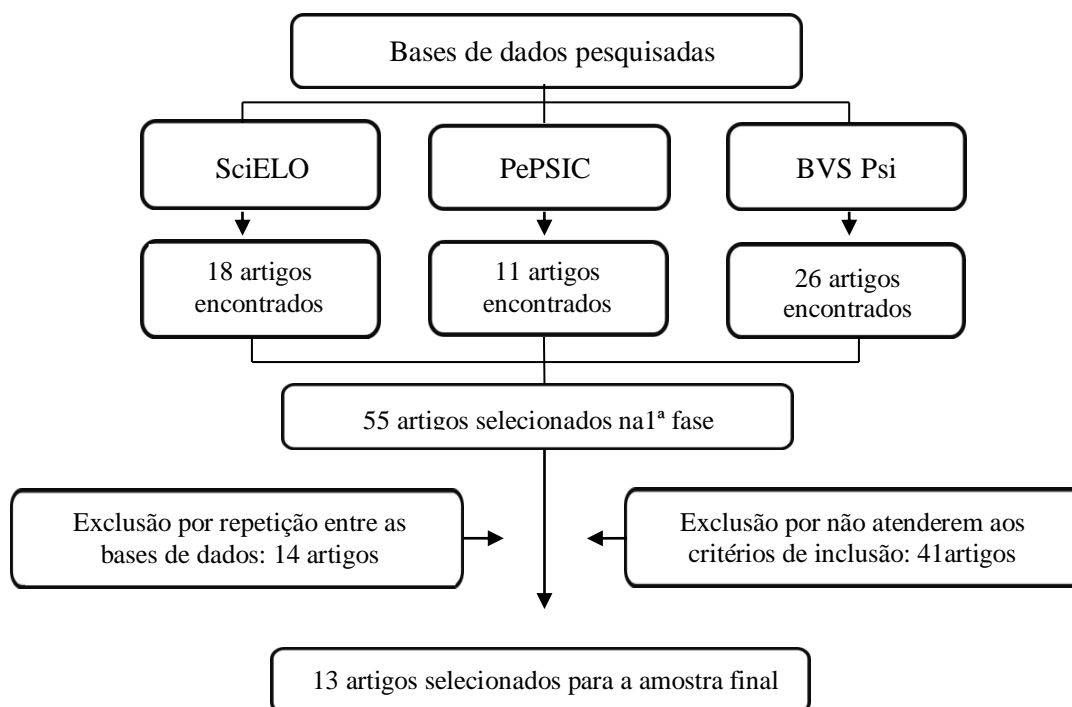 Bases de dados pesquisadas
SciELO
PePSIC
BVS Psi
18 artigos
encontrados
11 artigos
encontrados
26 artigos
encontrados
55 artigos selecionados na1ª fase
Exclusão por repetição entre as
bases de dados: 14 artigos
Exclusão por não atenderem aos
critérios de inclusão: 41artigos
13 artigos selecionados para a amostra final